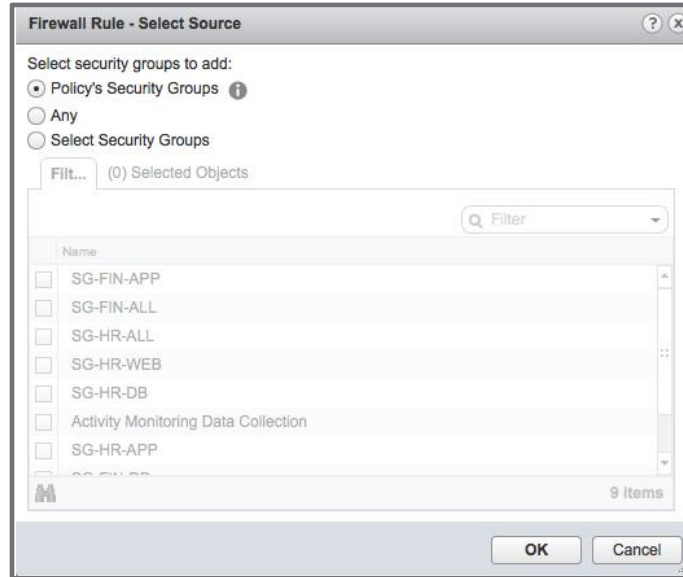 Firewall Rule - Select Source
Select security groups to add:
Policy's Security Groups
Any
Select Security Groups
Filt... (0) Selected Objects
Filter
Name
SG-FIN-APP
SG-FIN-ALL
SG-HR-ALL
SG-HR-WEB
SG-HR-DB
Activity Monitoring Data Collection
SG-HR-APP
9 items
OK Cancel